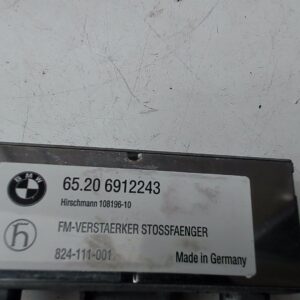 BMW
65.20 6912243
Hirschmann 108196-10
h
FM-VERSTAERKER STOSSFAENGER
824-111-001
Made in Germany